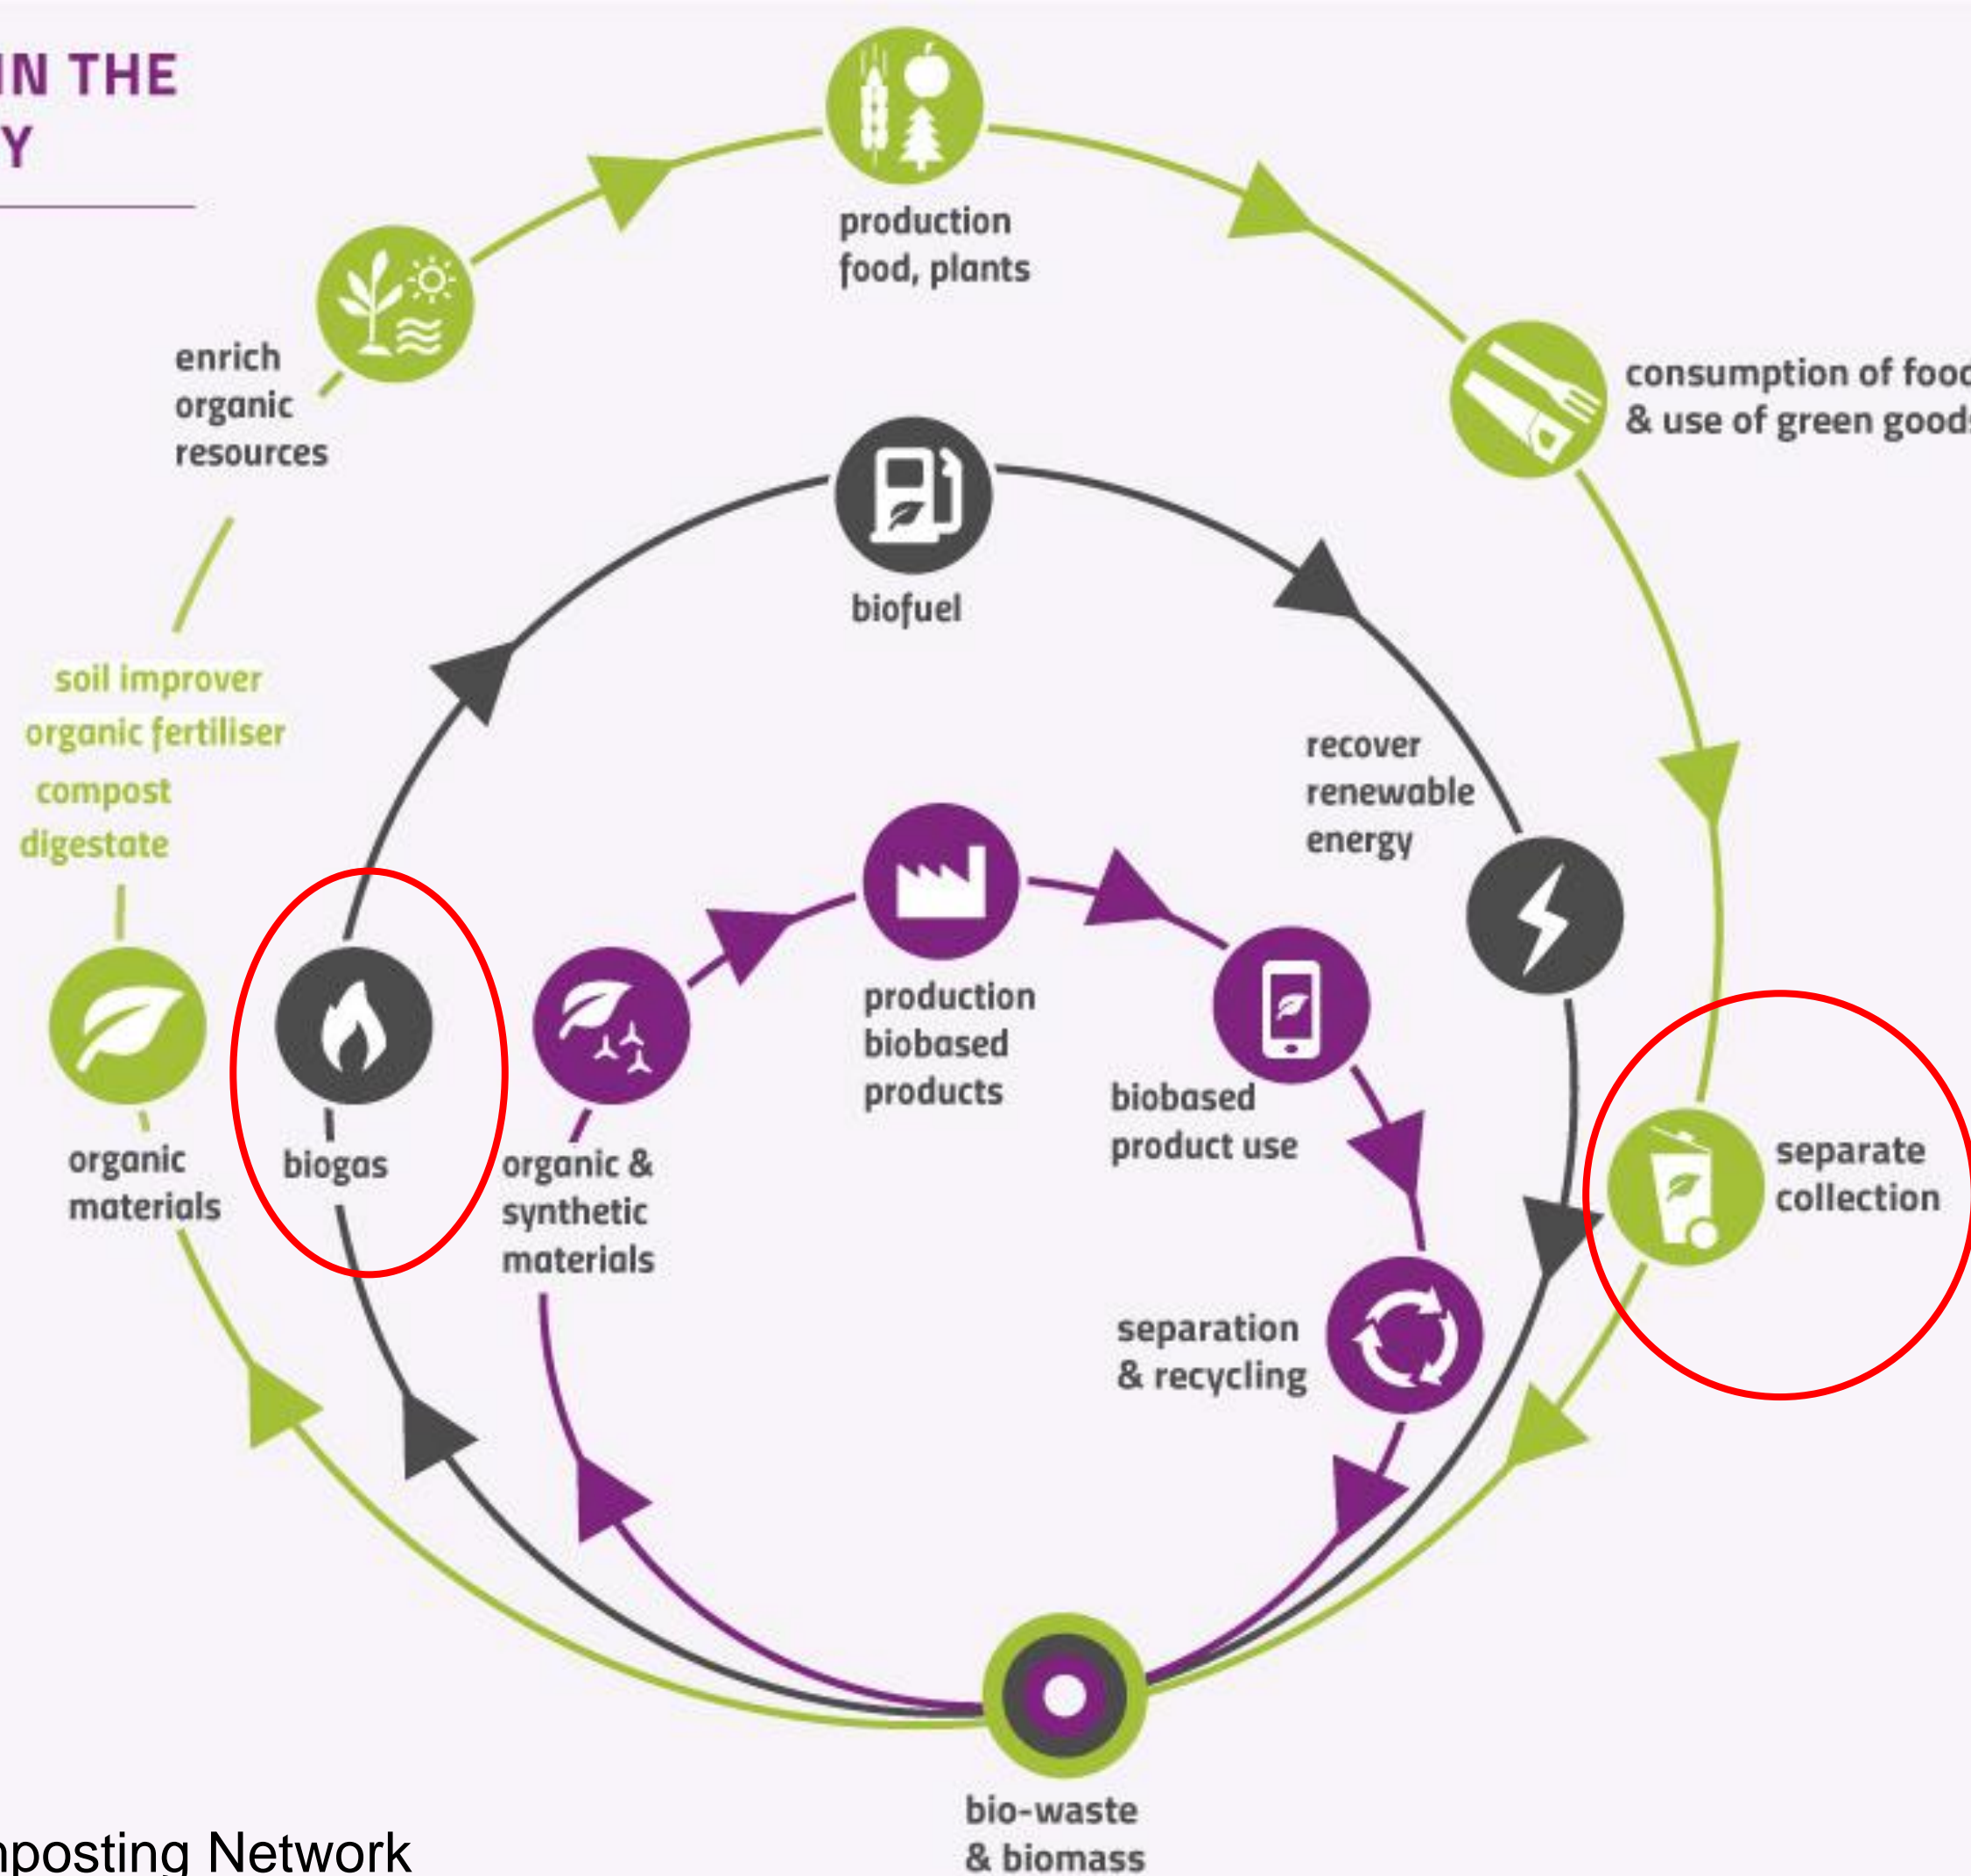 IN THE
Y
production
food, plants
enrich
organic
resources
consumption of food
& use of green goods
biofuel
soil improver
organic fertiliser
compost
digestate
recover
renewable
energy
production
biobased
products
biobased
product use
organic
materials
biogas
organic &
synthetic
materials
separate
collection
separation
& recycling
bio-waste
& biomass
mposting Network